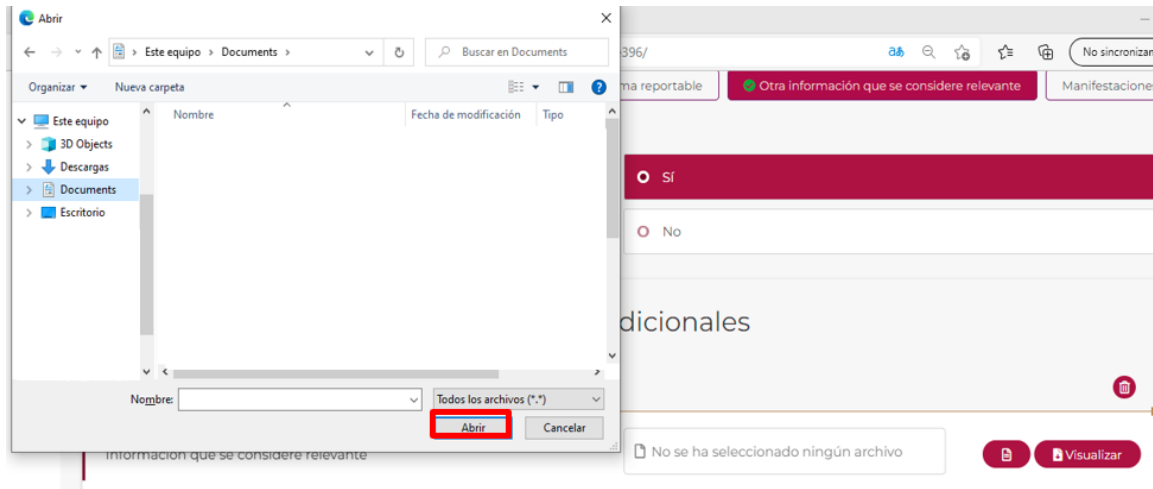 Abrir
Este equipo > Documents >
Buscar en Documents
Organizar
Nueva carpeta
Este equipo
3D Objects
Descargas
Documents
Escritorio
Nombre
Fecha de modificación
Tipo
Nombre:
Todos los archivos (*.*)
Abrir
Cancelar
396/
No sincronizar
ma reportable
Otra información que se considere relevante
Manifestaciones
Sí
No
dicionales
Información que se considere relevante
No se ha seleccionado ningún archivo
Visualizar